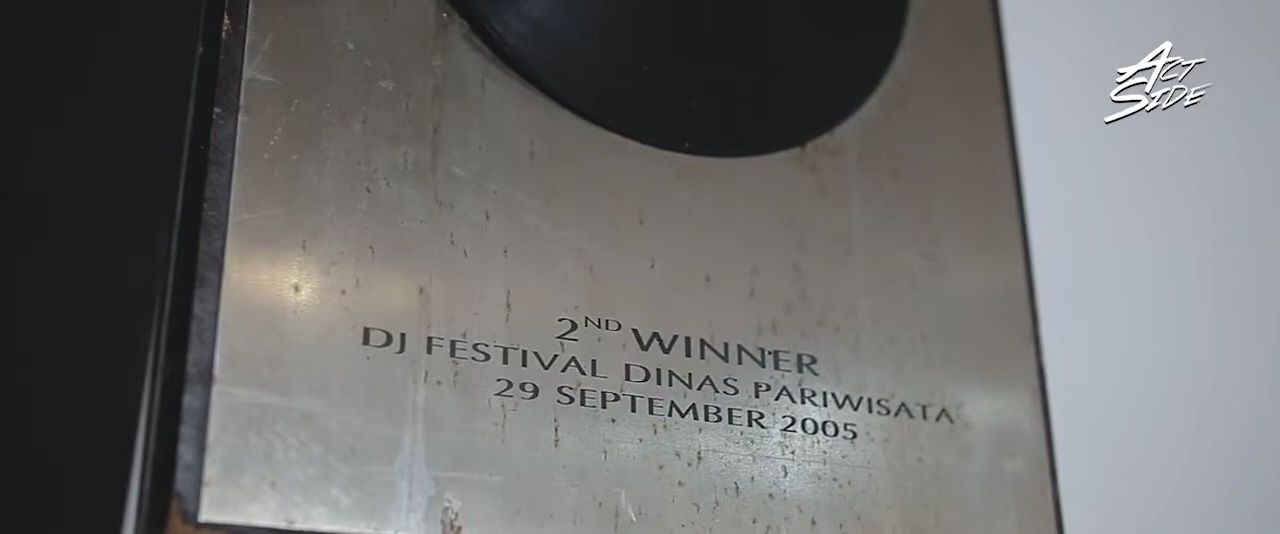 ACT
SIDE
2ND WINNER
DJ FESTIVAL DINAS PARIWISATA
29 SEPTEMBER 2005